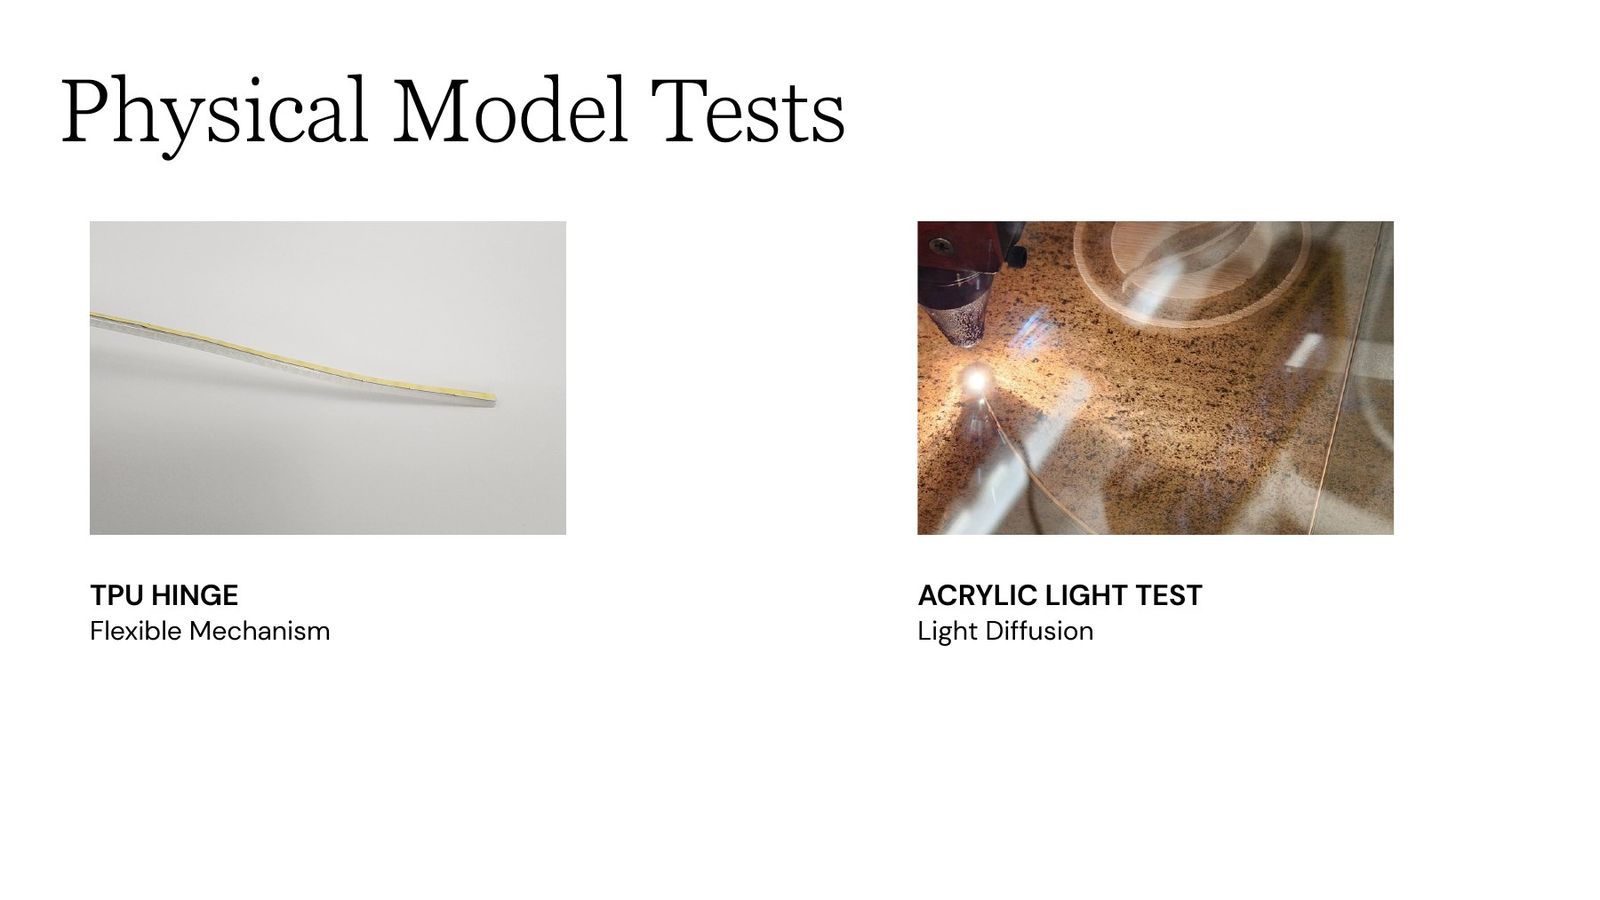 Physical Model Tests
TPU HINGE
Flexible Mechanism
ACRYLIC LIGHT TEST
Light Diffusion